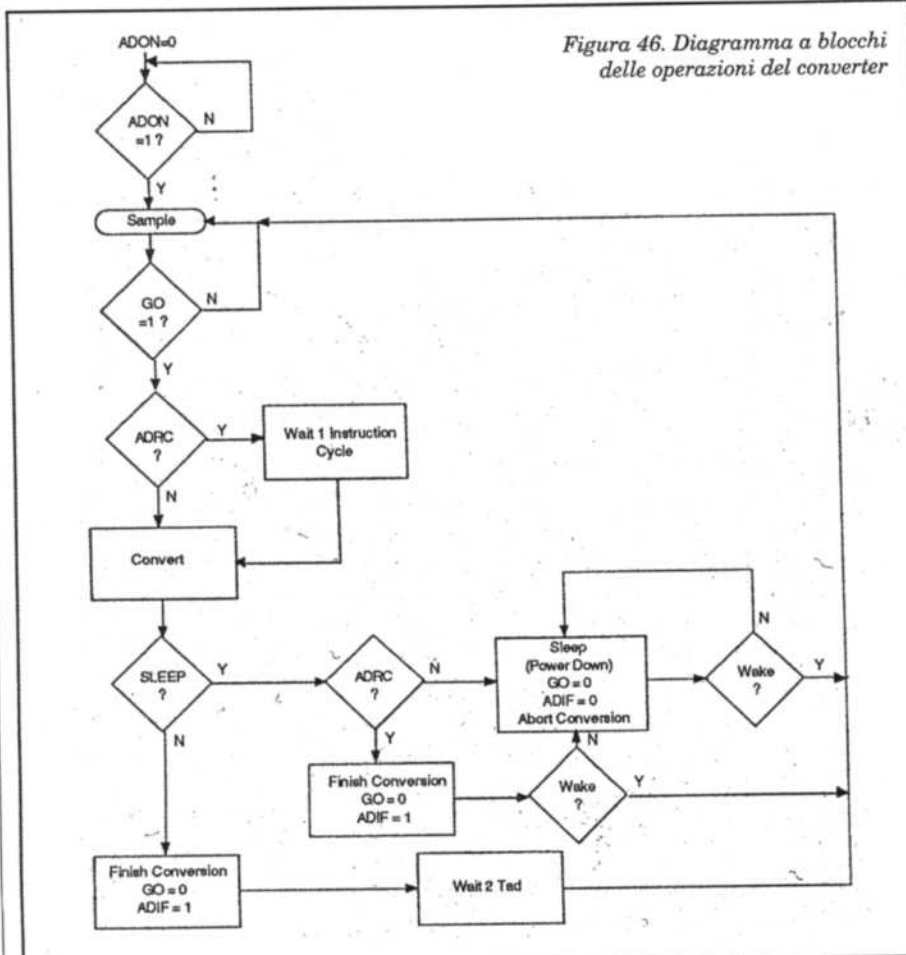 Figura 46. Diagramma a blocchi
delle operazioni del converter
ADON=0
ADON
=1 ?
N
Y
Sample
GO
=1 ?
N
Y
ADRC
?
Y
Wait 1 Instruction
Cycle
N
Convert
SLEEP
?
Y
ADRC
?
N
Sleep
(Power Down)
GO = 0
ADIF = 0
Abort Conversion
N
Wake
?
Y
N
Y
Finish Conversion
GO = 0
ADIF = 1
N
Wake
?
Y
Finish Conversion
GO = 0
ADIF = 1
Wait 2 Tad